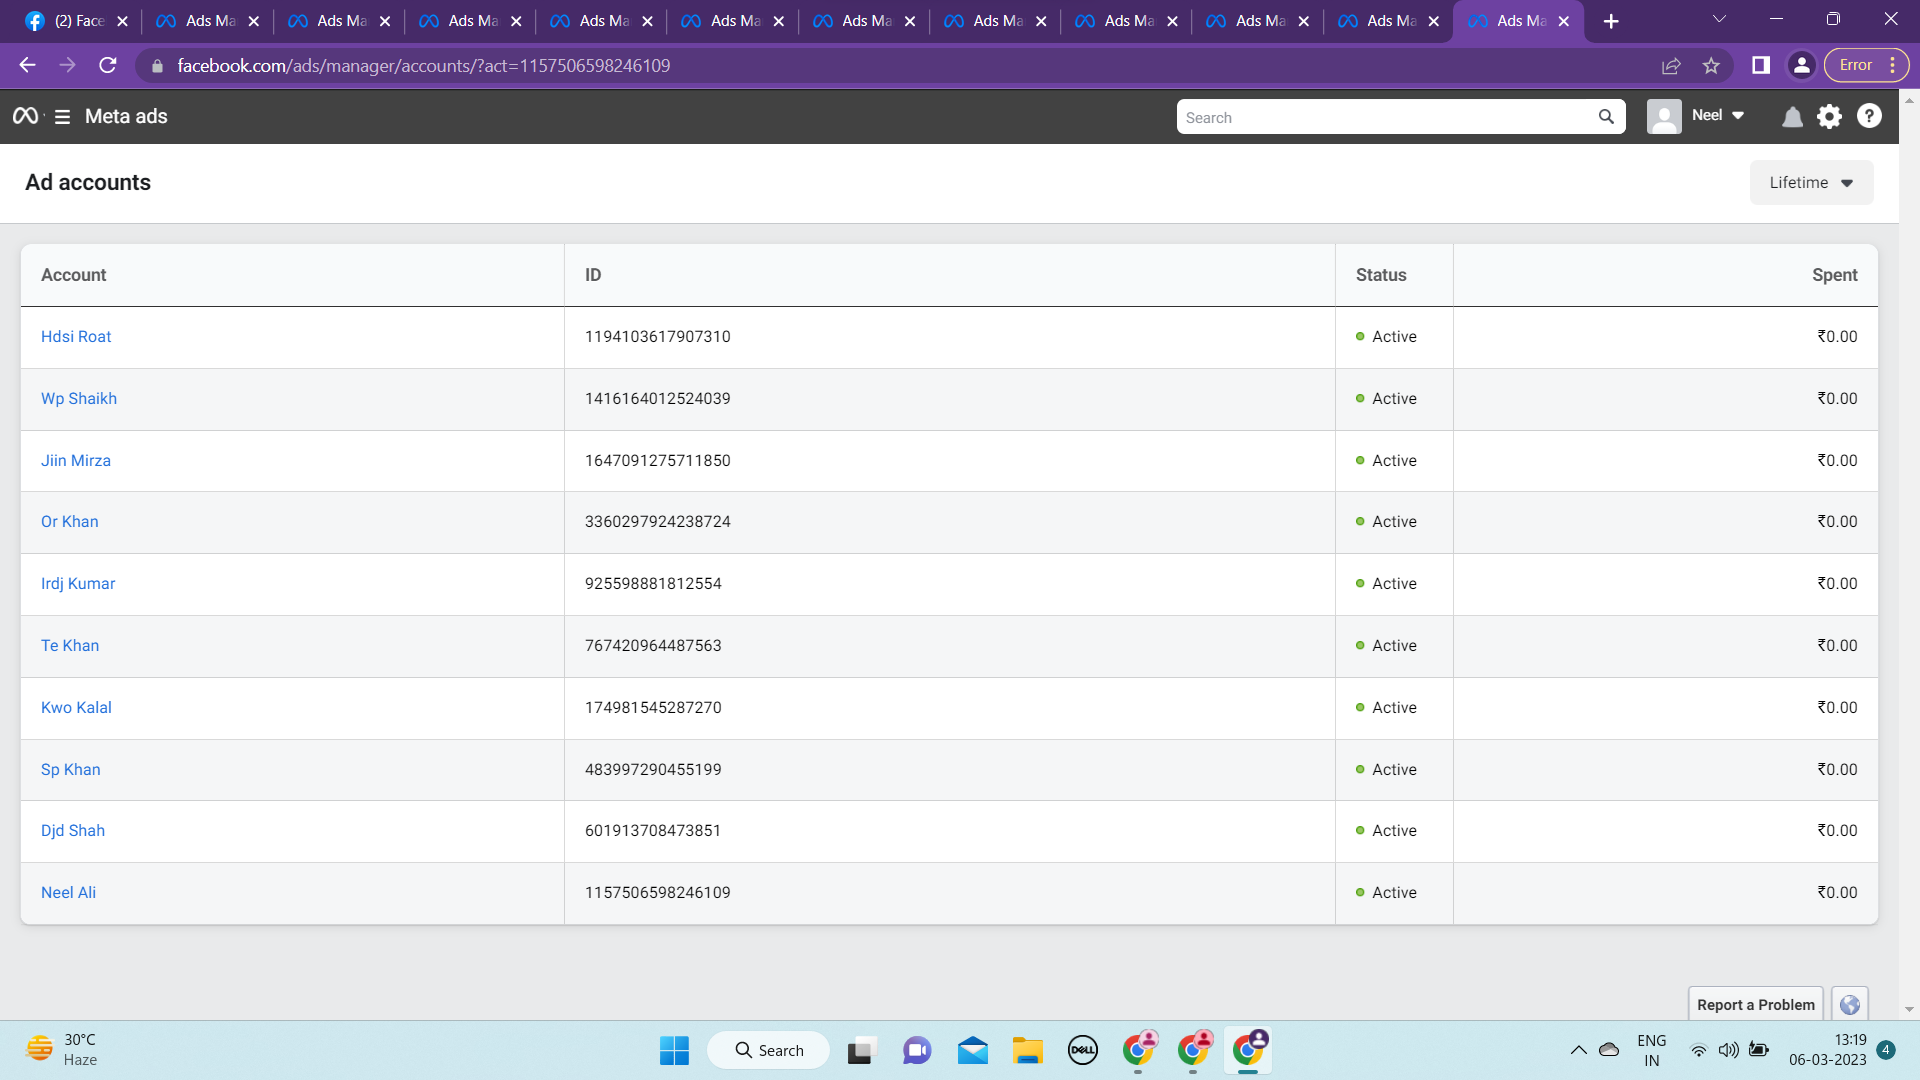 (2) Face
Ads Ma
Ads Ma
Ads Ma
Ads Ma
Ads Ma
Ads Ma
Ads Ma
Ads Ma
Ads Ma
Ads Ma
Ads Ma
facebook.com/ads/manager/accounts/?act=1157506598246109
Error
Meta ads
Search
Neel
Ad accounts
Lifetime
Account ID Status Spent
Hdsi Roat 1194103617907310 Active ₹0.00
Wp Shaikh 1416164012524039 Active ₹0.00
Jiin Mirza 1647091275711850 Active ₹0.00
Or Khan 3360297924238724 Active ₹0.00
Irdj Kumar 925598881812554 Active ₹0.00
Te Khan 767420964487563 Active ₹0.00
Kwo Kalal 174981545287270 Active ₹0.00
Sp Khan 483997290455199 Active ₹0.00
Djd Shah 601913708473851 Active ₹0.00
Neel Ali 1157506598246109 Active ₹0.00
Report a Problem
30°C
Haze
Search
DELL
ENG
IN
13:19
06-03-2023
4